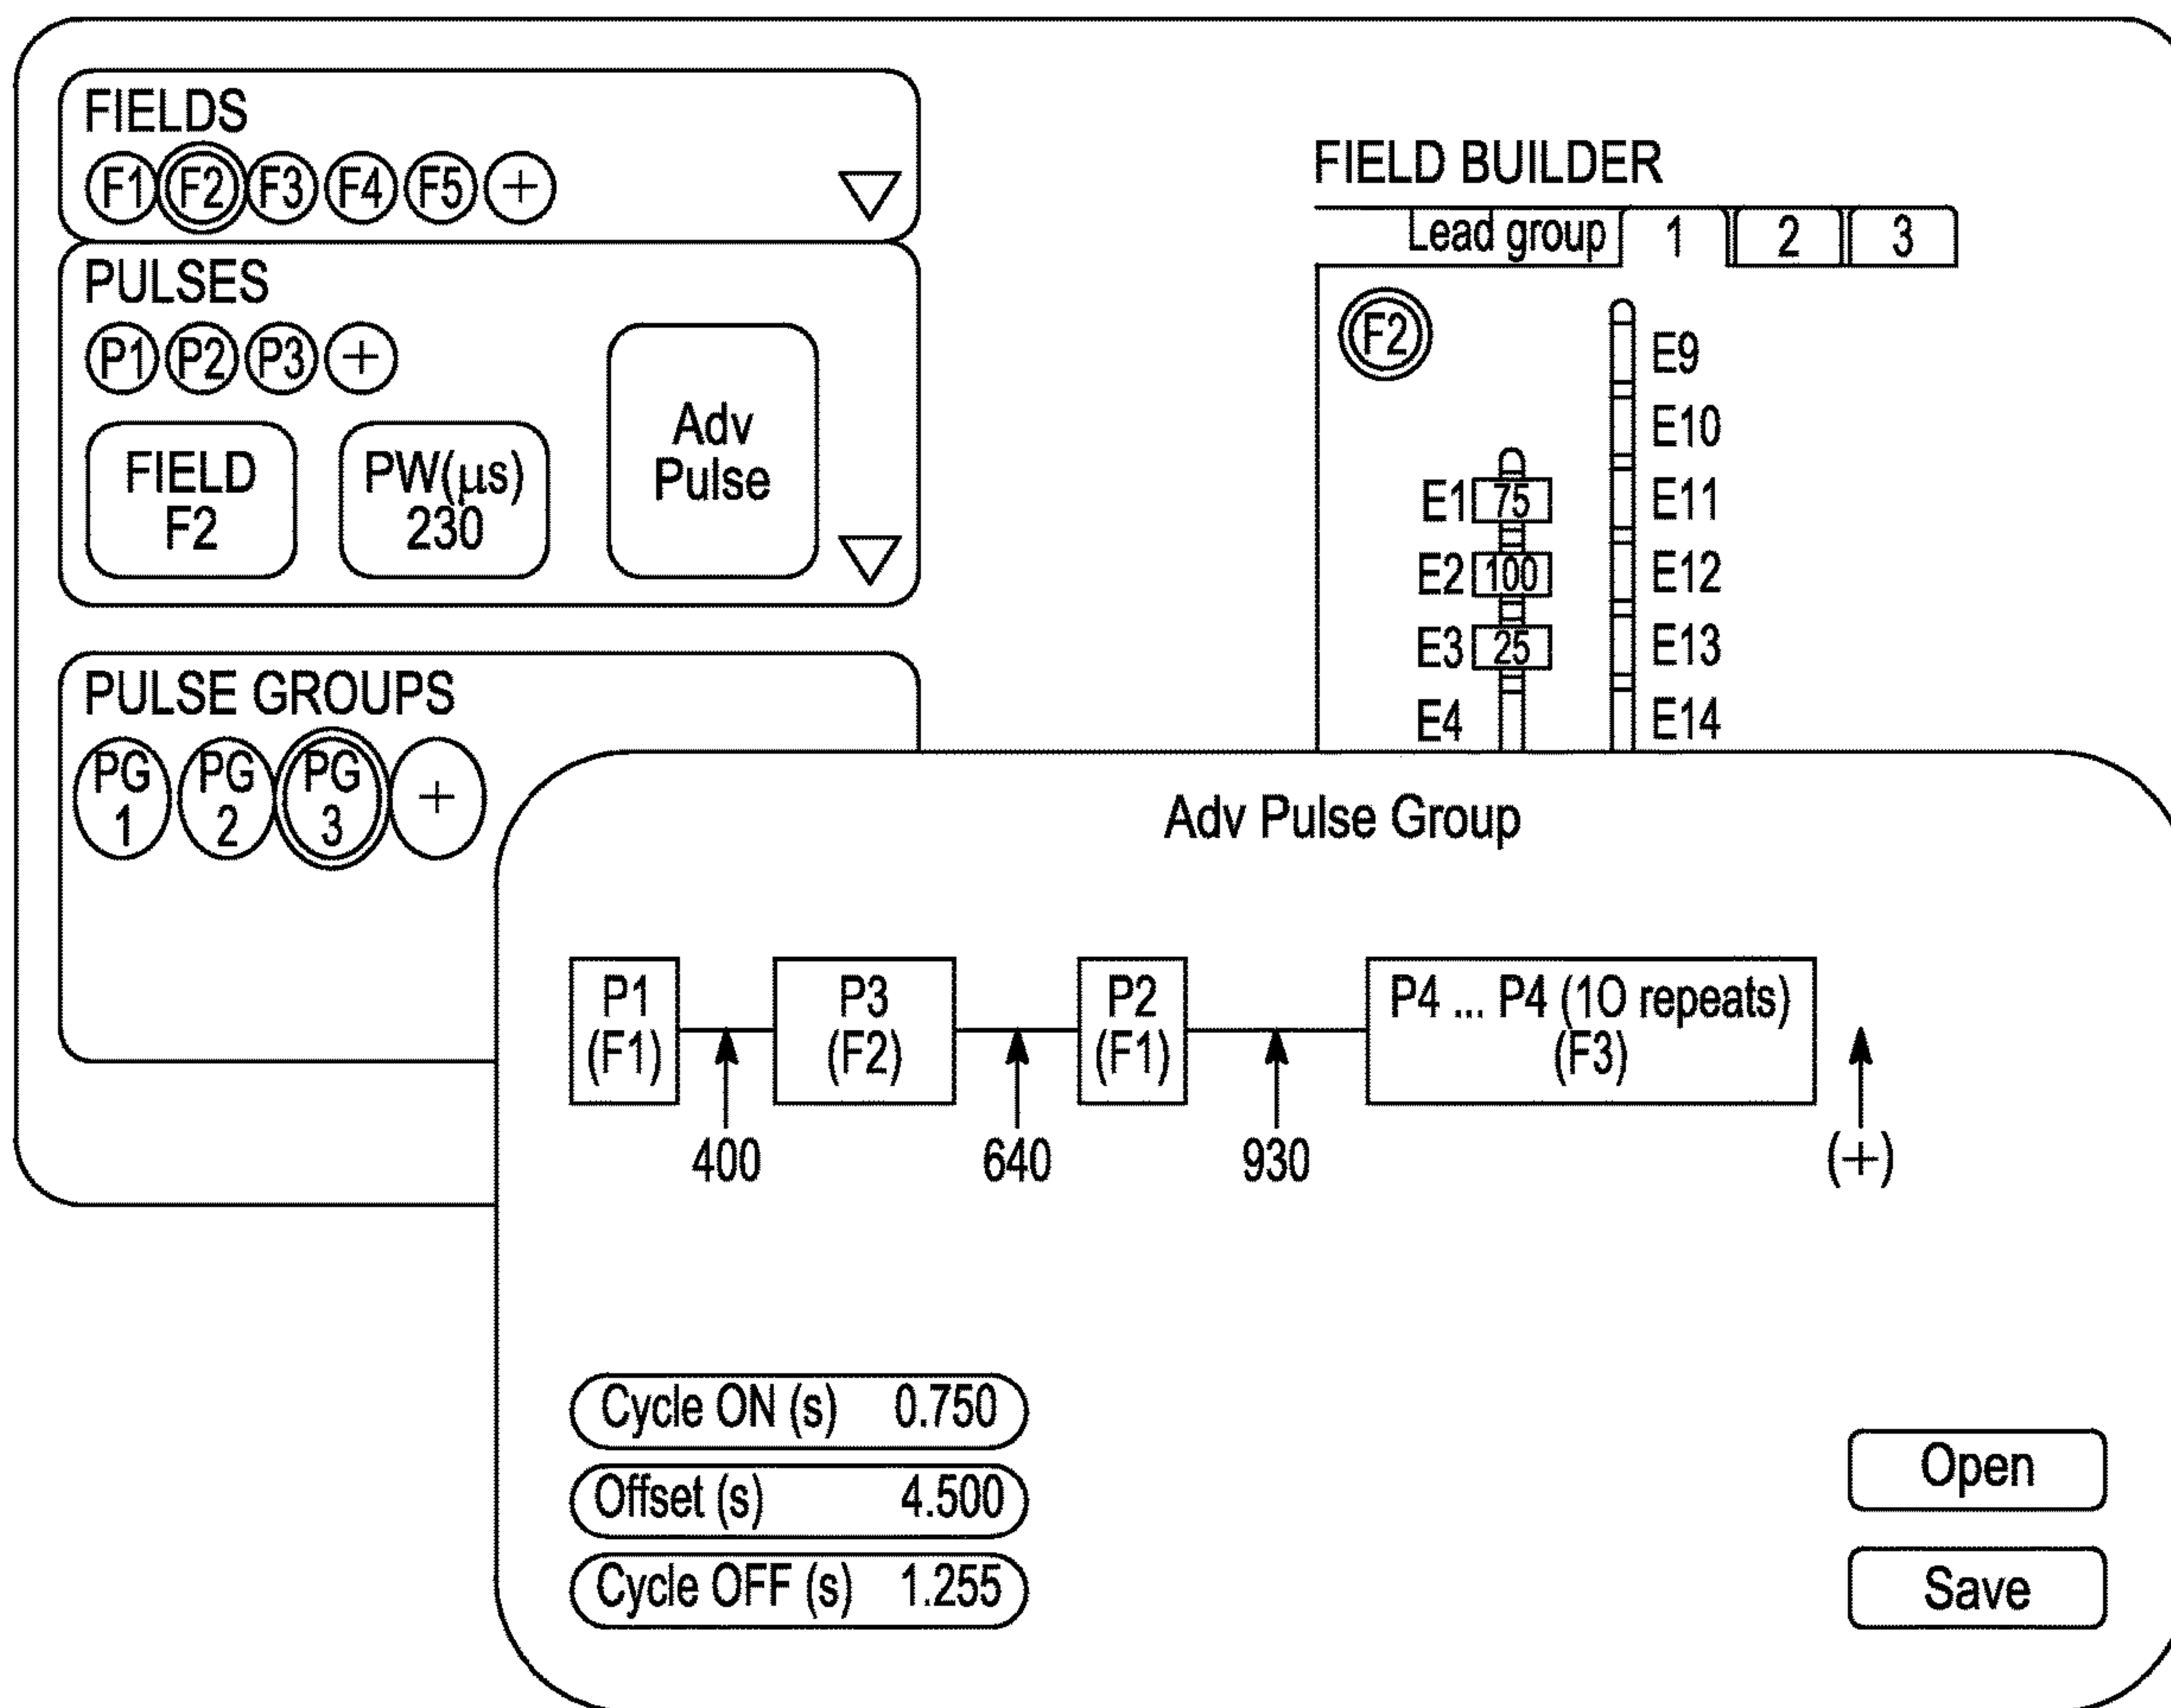 FIELDS
F1 F2 F3 F4 F5 +
PULSES
P1 P2 P3 +
FIELD
F2
PW(μs)
230
Adv
Pulse
PULSE GROUPS
PG
1
PG
2
PG
3
+
FIELD BUILDER
Lead group 1 2 3
F2
E9
E10
E1 75 E11
E2 100 E12
E3 25 E13
E4 E14
Adv Pulse Group
P1
(F1)
P3
(F2)
P2
(F1)
P4 ... P4 (10 repeats)
(F3)
400 640 930 (+)
Cycle ON (s) 0.750
Offset (s) 4.500
Cycle OFF (s) 1.255
Open
Save